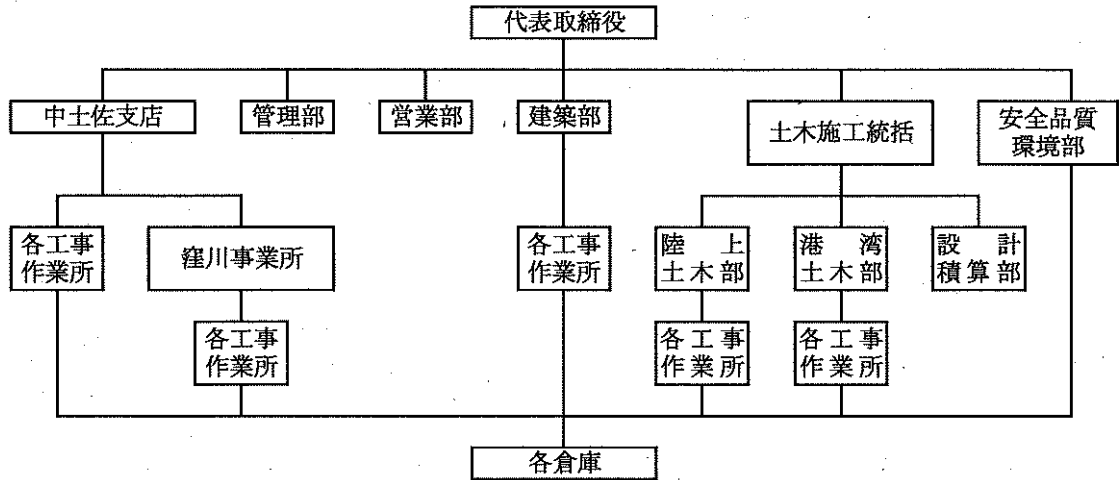 代表取締役
中土佐支店
管理部
営業部
建築部
土木施工統括
安全品質
環境部
各工事
作業所
窪川事業所
各工事
作業所
陸上
土木部
港湾
土木部
設計
積算部
各工事
作業所
各工事
作業所
各工事
作業所
各倉庫